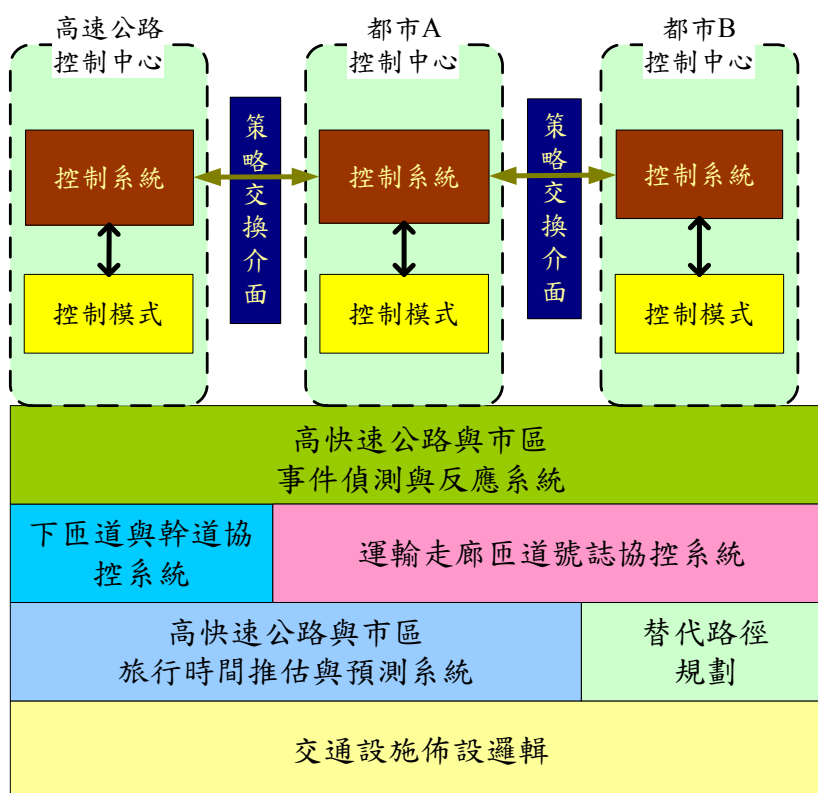 高速公路
控制中心
都市A
控制中心
都市B
控制中心
控制系統
控制模式
策略交換介面
控制系統
控制模式
策略交換介面
控制系統
控制模式
高快速公路與市區
事件偵測與反應系統
下匝道與幹道協
控系統
運輸走廊匝道號誌協控系統
高快速公路與市區
旅行時間推估與預測系統
替代路徑
規劃
交通設施佈設邏輯